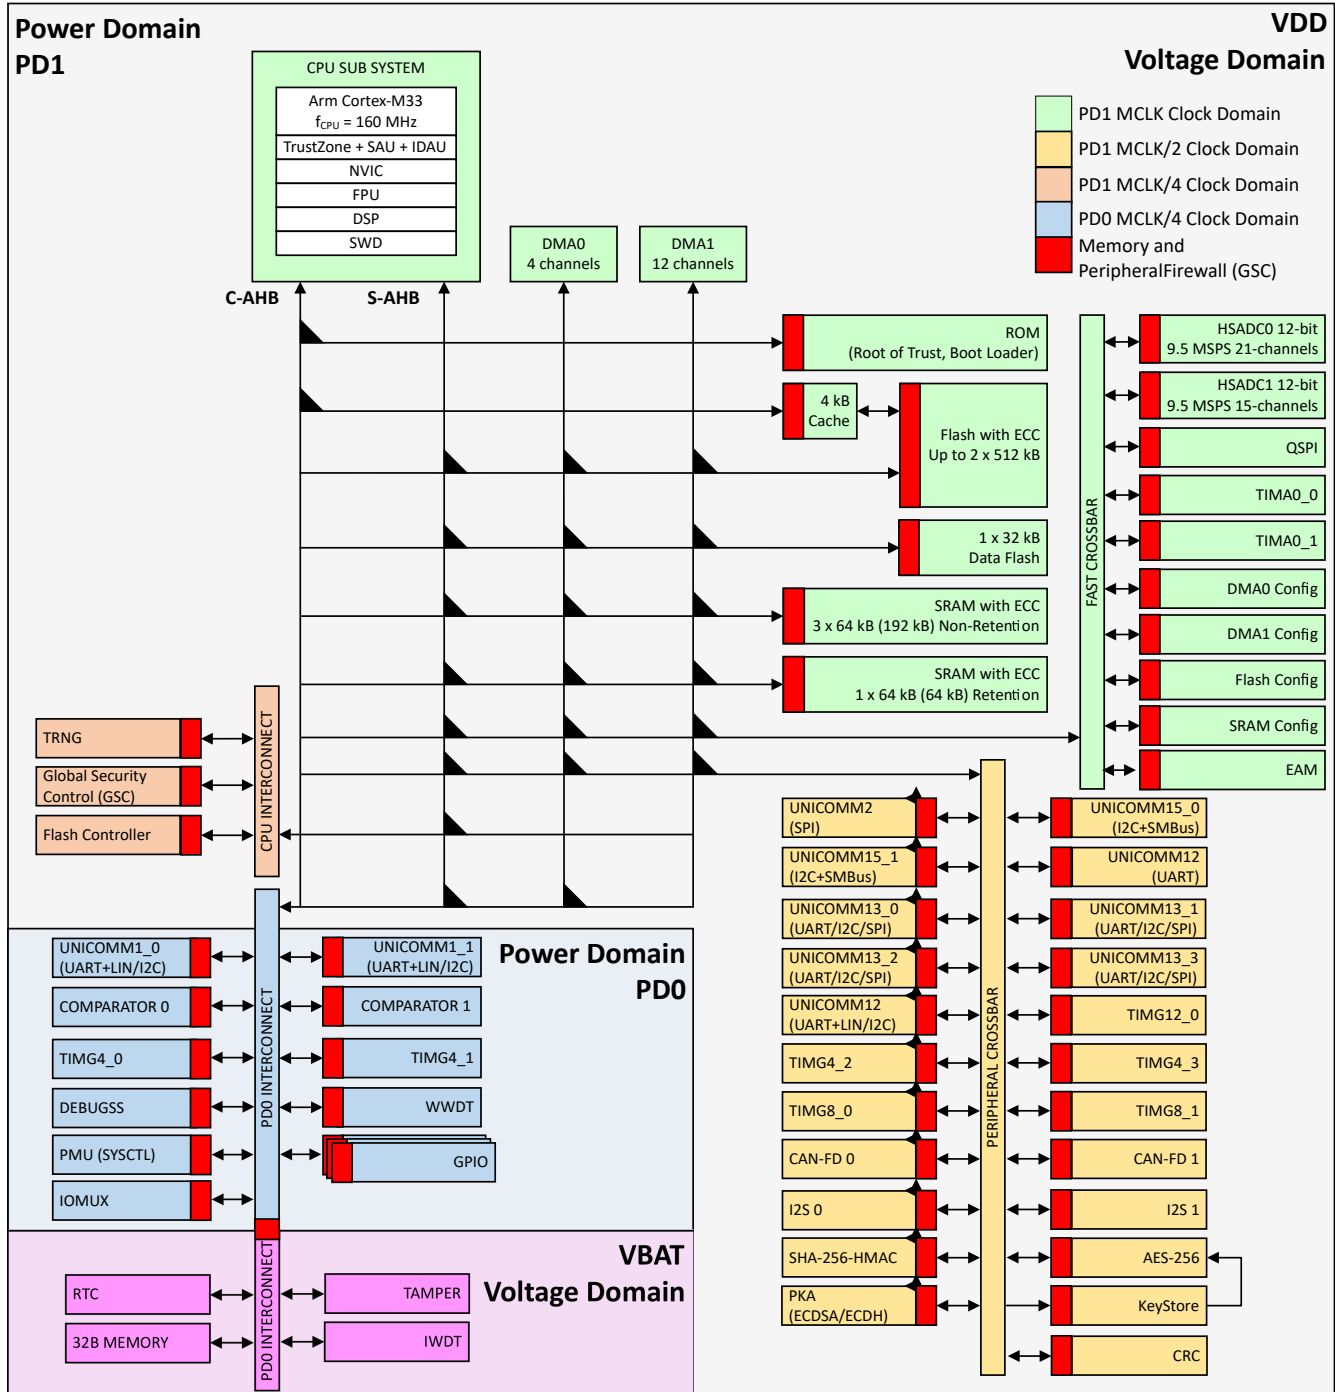 Power Domain
PD1
VDD
Voltage Domain
CPU SUB SYSTEM
Arm Cortex-M33
fCPU = 160 MHz
TrustZone + SAU + IDAU
NVIC
FPU
DSP
SWD
PD1 MCLK Clock Domain
PD1 MCLK/2 Clock Domain
PD1 MCLK/4 Clock Domain
PD0 MCLK/4 Clock Domain
Memory and
PeripheralFirewall (GSC)
DMA0
4 channels
DMA1
12 channels
C-AHB
S-AHB
ROM
(Root of Trust, Boot Loader)
4 kB
Cache
Flash with ECC
Up to 2 x 512 kB
1 x 32 kB
Data Flash
SRAM with ECC
3 x 64 kB (192 kB) Non-Retention
SRAM with ECC
1 x 64 kB (64 kB) Retention
FAST CROSSBAR
HSADC0 12-bit
9.5 MSPS 21-channels
HSADC1 12-bit
9.5 MSPS 15-channels
QSPI
TIMA0_0
TIMA0_1
DMA0 Config
DMA1 Config
Flash Config
SRAM Config
EAM
TRNG
Global Security
Control (GSC)
Flash Controller
CPU INTERCONNECT
UNICOMM2
(SPI)
UNICOMM15_1
(I2C+SMBus)
UNICOMM13_0
(UART/I2C/SPI)
UNICOMM13_2
(UART/I2C/SPI)
UNICOMM12
(UART+LIN/I2C)
TIMG4_2
TIMG8_0
CAN-FD 0
I2S 0
SHA-256-HMAC
PKA
(ECDSA/ECDH)
PERIPHERAL CROSSBAR
UNICOMM15_0
(I2C+SMBus)
UNICOMM12
(UART)
UNICOMM13_1
(UART/I2C/SPI)
UNICOMM13_3
(UART/I2C/SPI)
TIMG12_0
TIMG4_3
TIMG8_1
CAN-FD 1
I2S 1
AES-256
KeyStore
CRC
Power Domain
PD0
UNICOMM1_0
(UART+LIN/I2C)
COMPARATOR 0
TIMG4_0
DEBUGSS
PMU (SYSCTL)
IOMUX
PD0 INTERCONNECT
UNICOMM1_1
(UART+LIN/I2C)
COMPARATOR 1
TIMG4_1
WWDT
GPIO
VBAT
Voltage Domain
RTC
32B MEMORY
PD0 INTERCONNECT
TAMPER
IWDT